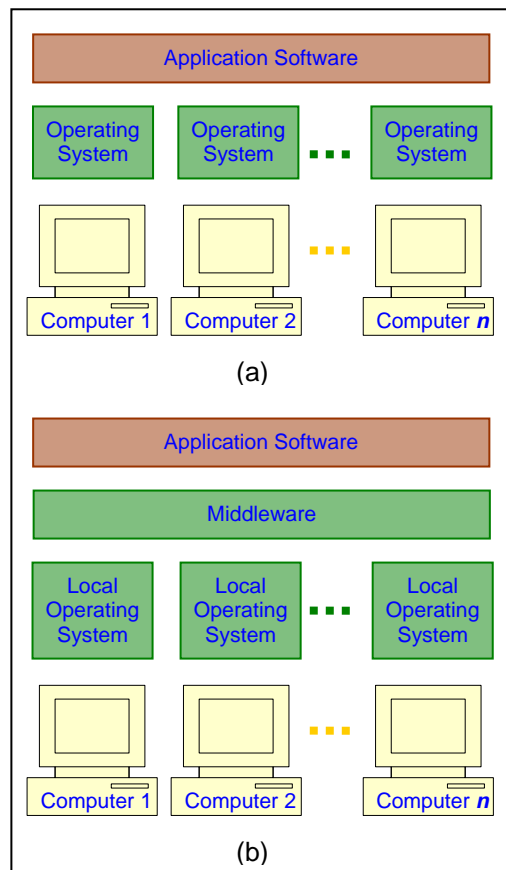 Application Software
Operating System
Operating System
Operating System
Computer 1
Computer 2
Computer n
(a)
Application Software
Middleware
Local Operating System
Local Operating System
Local Operating System
Computer 1
Computer 2
Computer n
(b)